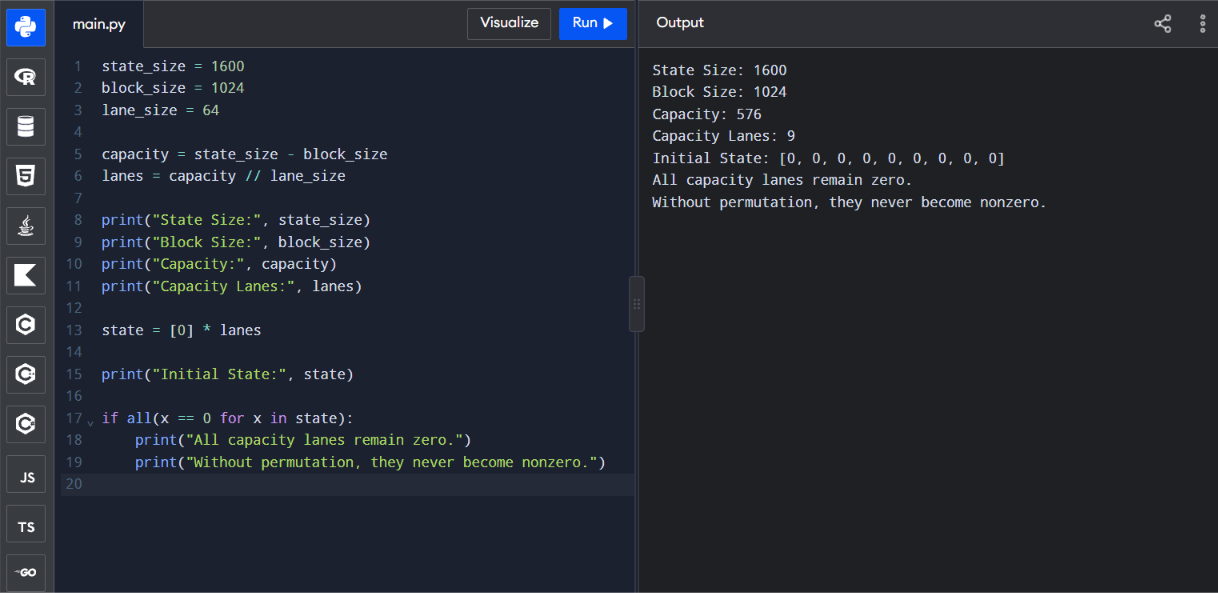 main.py
Visualize
Run
Output
1 state_size = 1600
2 block_size = 1024
3 lane_size = 64
4
5 capacity = state_size - block_size
6 lanes = capacity // lane_size
7
8 print("State Size:", state_size)
9 print("Block Size:", block_size)
10 print("Capacity:", capacity)
11 print("Capacity Lanes:", lanes)
12
13 state = [0] * lanes
14
15 print("Initial State:", state)
16
17 if all(x == 0 for x in state):
18     print("All capacity lanes remain zero.")
19     print("Without permutation, they never become nonzero.")
20
State Size: 1600
Block Size: 1024
Capacity: 576
Capacity Lanes: 9
Initial State: [0, 0, 0, 0, 0, 0, 0, 0, 0]
All capacity lanes remain zero.
Without permutation, they never become nonzero.
R
5
C
C
C
JS
TS
GO